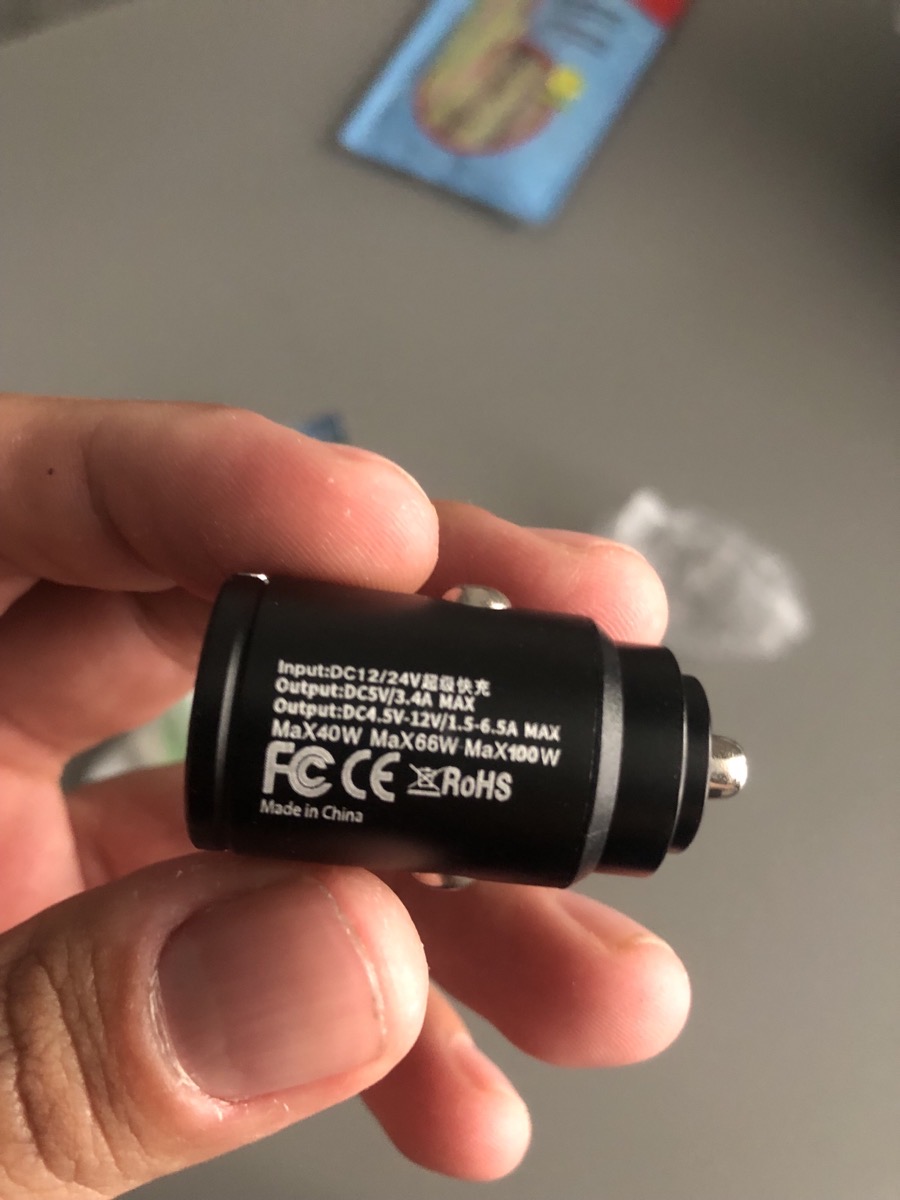 Input:DC12/24V超级快充
Output:DC5V/3.4A MAX
Output:DC4.5V-12V/1.5-6.5A MAX
MaX40W MaX66W MaX100W
FC CE RoHS
Made in China